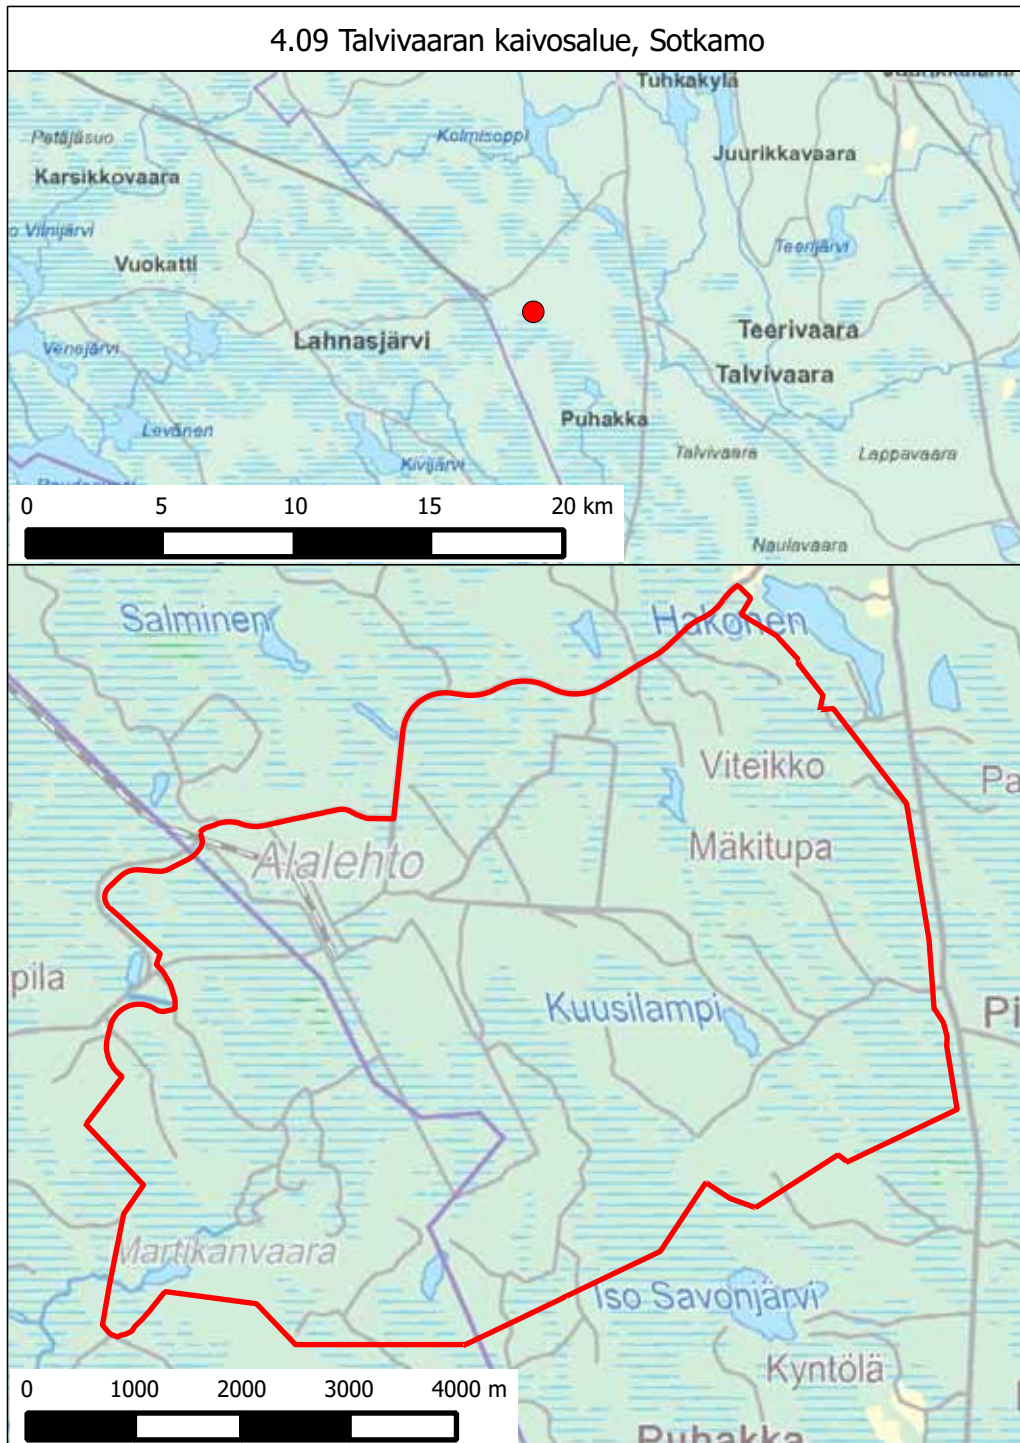 4.09 Talvivaaran kaivosalue, Sotkamo
Tuhkakylä
Kolmisoppi
Petäjäsuo
Juurikkavaara
Karsikkovaara
Teerijärvi
Vuokatti
Lahnasjärvi
Teerivaara
Venejärvi
Talvivaara
Puhakka
Levänen
Talvivaara
Lappavaara
Kivijärvi
Naulavaara
0 5 10 15 20 km
Salminen
Hakonen
Viteikko
Pa
Mäkitupa
Alalehto
pila
Kuusilampi
Pi
Martikanvaara
Iso Savonjärvi
Kyntölä
0 1000 2000 3000 4000 m
Puhakka